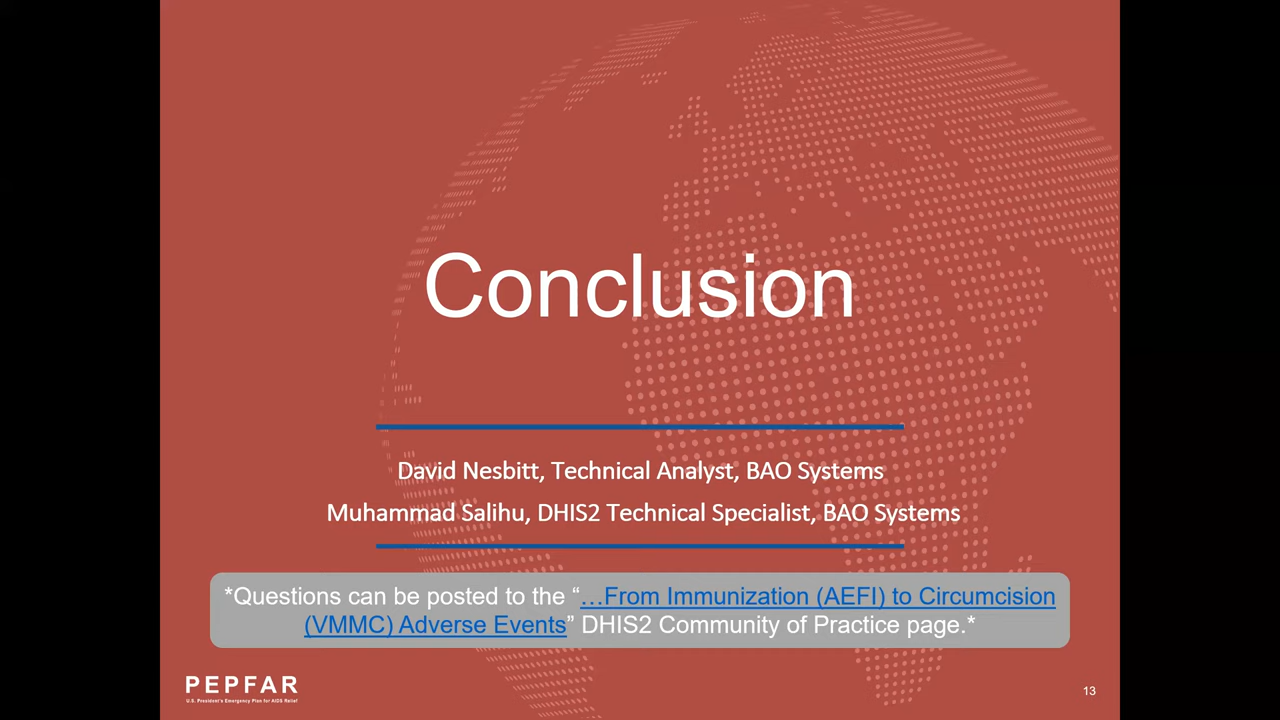 Conclusion
David Nesbitt, Technical Analyst, BAO Systems
Muhammad Salihu, DHIS2 Technical Specialist, BAO Systems
*Questions can be posted to the “…From Immunization (AEFI) to Circumcision
(VMMC) Adverse Events” DHIS2 Community of Practice page.*
PEPFAR
U.S. President's Emergency Plan for AIDS Relief
13